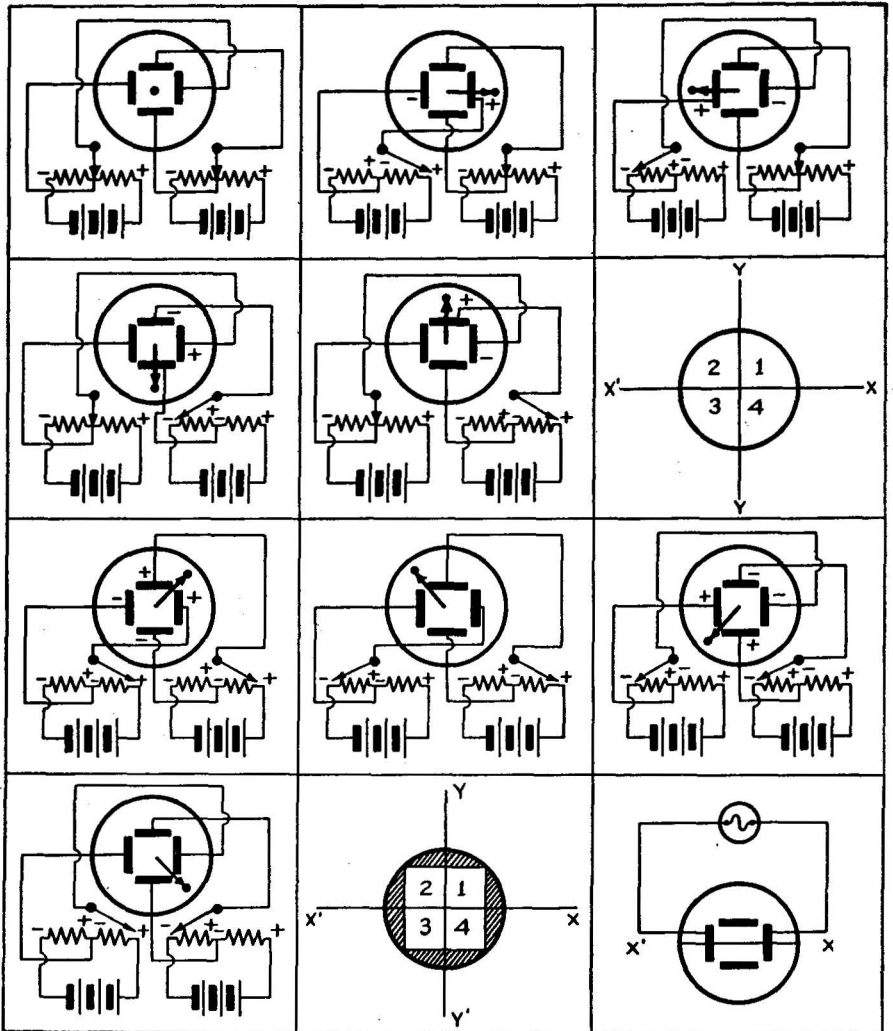 - + - +
- +
+ - +
- +
+ -
- + - - +
- +
- +
- + - +
+
-
- + - +
Y
2 1
X' X
3 4
Y
+
- +
-
- + - + - +
- + - - + +
-
+ -
+
- + - - + - +
- + - + - + - +
Y
2 1
X' X
3 4
Y'
X' X